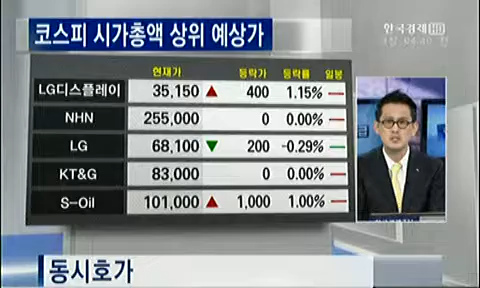 코스피 시가총액 상위 예상가
한국경제 HD
현재가 등락가 등락률 일봉
LG디스플레이 35,150 ▲ 400 1.15%
NHN 255,000 0 0.00%
LG 68,100 ▼ 200 -0.29%
KT&G 83,000 0 0.00%
S-Oil 101,000 ▲ 1,000 1.00%
동시호가